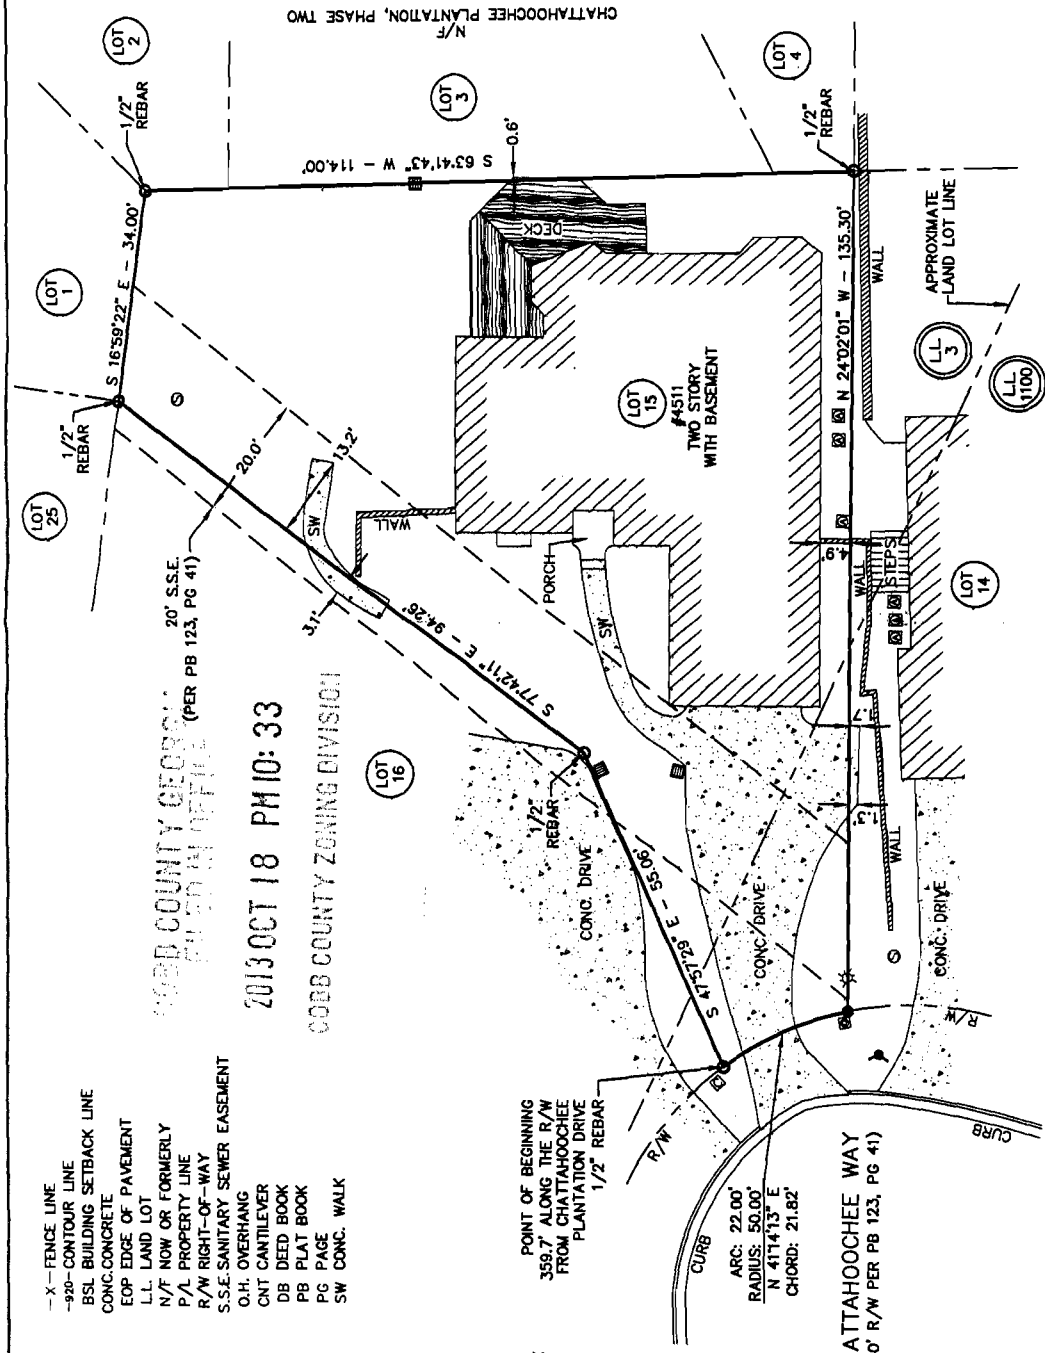 N/F
CHATTAHOOCHEE PLANTATION, PHASE TWO
LOT
2
1/2"
REBAR
LOT
3
LOT
4
1/2"
REBAR
LOT
1
S 16°59'22" E - 34.00'
S 63°41'43" W - 114.00'
0.6'
DECK
1/2"
REBAR
LOT
25
20.0'
13.2'
SW
WALL
3.1'
20' S.S.E.
(PER PB 123, PG 41)
S 77°42'11" E - 94.26'
LOT
16
LOT
15
#4511
TWO STORY
WITH BASEMENT
PORCH
SW
N 24°02'01" W - 135.30'
WALL
APPROXIMATE
LAND LOT LINE
L.L.
3
L.L.
1100
4.9'
WALL
STEPS
LOT
14
1.7'
1.3'
WALL
COBB COUNTY GEORGIA
FILED IN OFFICE
2013 OCT 18 PM 10: 33
COBB COUNTY ZONING DIVISION
1/2"
REBAR
CONC. DRIVE
S 47°57'29" E - 55.06'
CONC. DRIVE
CONC. DRIVE
R/W
R/W
-X- FENCE LINE
-920- CONTOUR LINE
BSL BUILDING SETBACK LINE
CONC. CONCRETE
EOP EDGE OF PAVEMENT
L.L. LAND LOT
N/F NOW OR FORMERLY
P/L PROPERTY LINE
R/W RIGHT-OF-WAY
S.S.E. SANITARY SEWER EASEMENT
O.H. OVERHANG
CNT CANTILEVER
DB DEED BOOK
PB PLAT BOOK
PG PAGE
SW CONC. WALK
POINT OF BEGINNING
359.7' ALONG THE R/W
FROM CHATTAHOOCHEE
PLANTATION DRIVE
1/2" REBAR
CURB
CURB
ARC: 22.00'
RADIUS: 50.00'
N 41°14'13" E
CHORD: 21.82'
ATTAHOOCHEE WAY
0' R/W PER PB 123, PG 41)